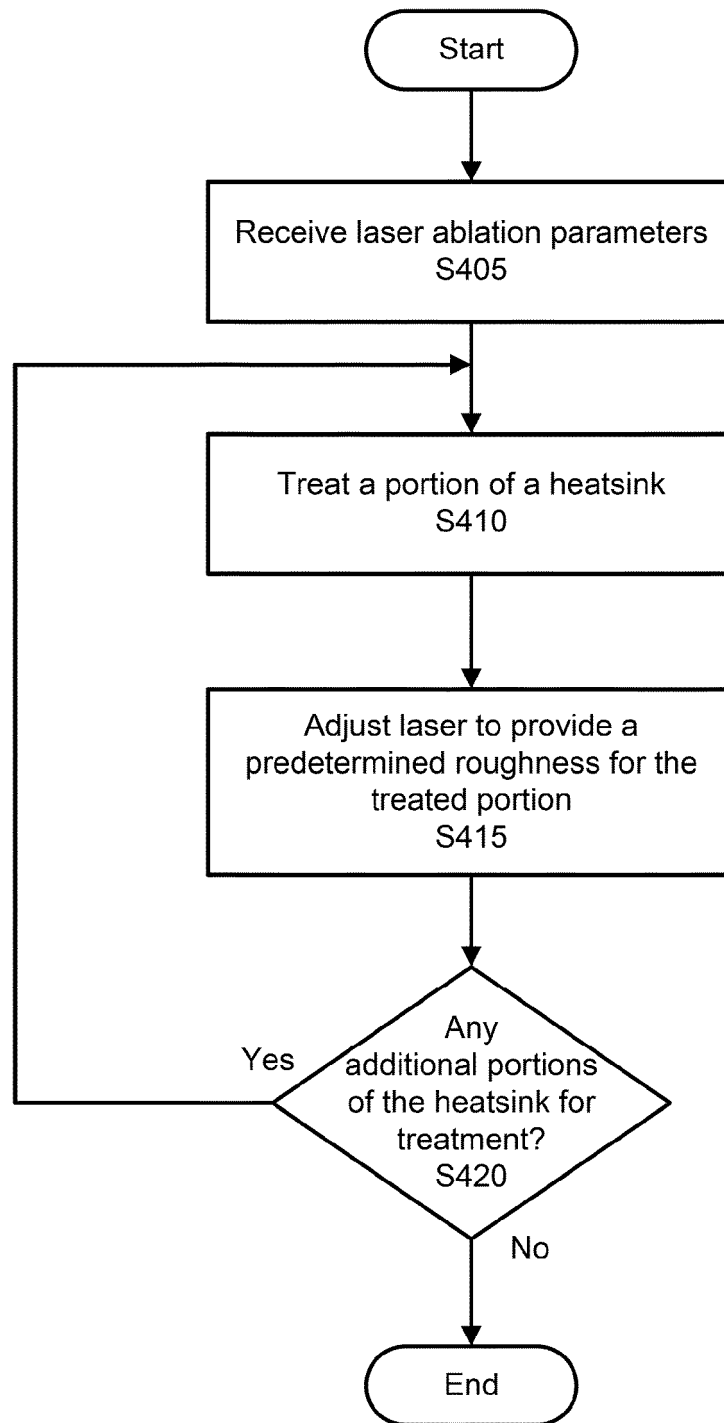 Start
Receive laser ablation parameters
S405
Treat a portion of a heatsink
S410
Adjust laser to provide a
predetermined roughness for the
treated portion
S415
Yes
Any
additional portions
of the heatsink for
treatment?
S420
No
End